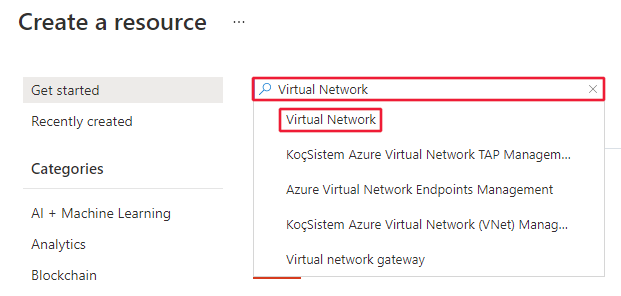 Create a resource ...
Get started
Recently created
Categories
AI + Machine Learning
Analytics
Blockchain
Virtual Network
Virtual Network
KoçSistem Azure Virtual Network TAP Managem...
Azure Virtual Network Endpoints Management
KoçSistem Azure Virtual Network (VNet) Manag...
Virtual network gateway